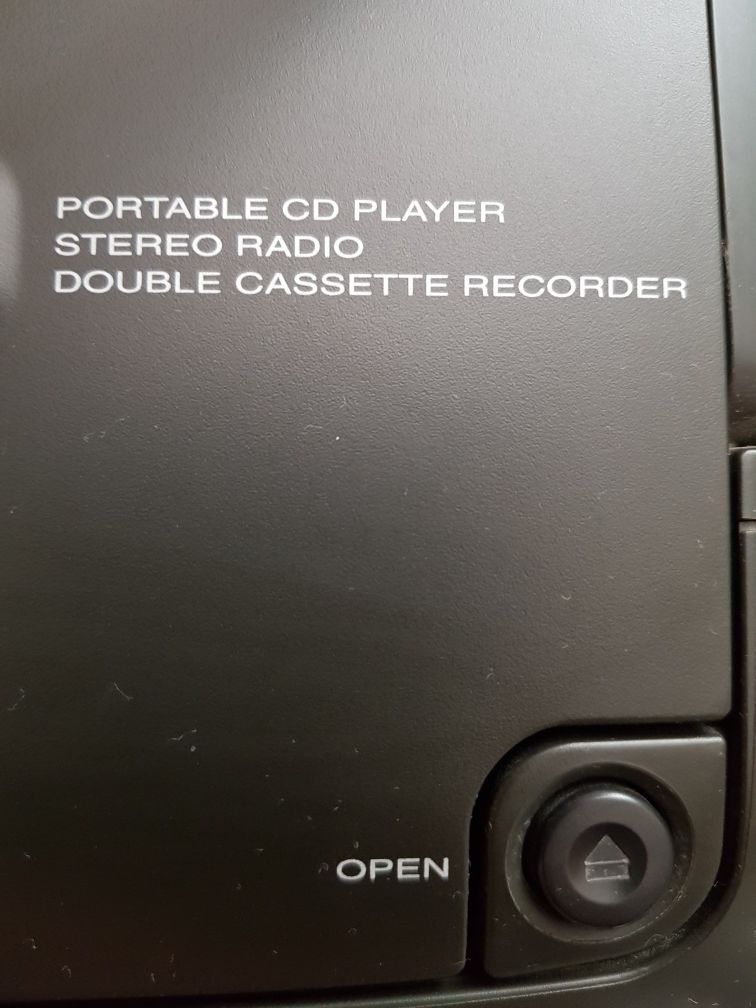 PORTABLE CD PLAYER
STEREO RADIO
DOUBLE CASSETTE RECORDER
OPEN